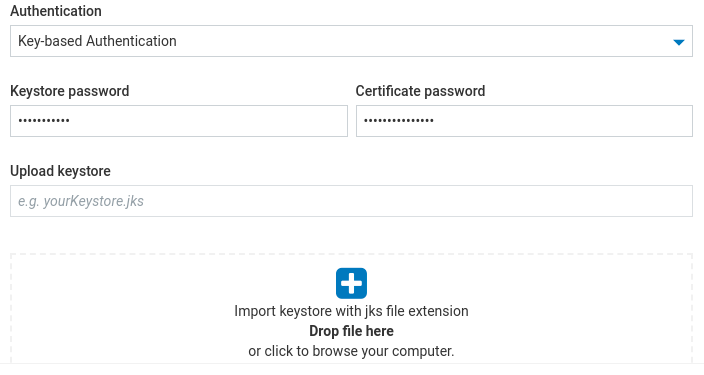 Authentication
Key-based Authentication
Keystore password
Certificate password
•••••••••••
•••••••••••••••
Upload keystore
e.g. yourKeystore.jks
Import keystore with jks file extension
Drop file here
or click to browse your computer.